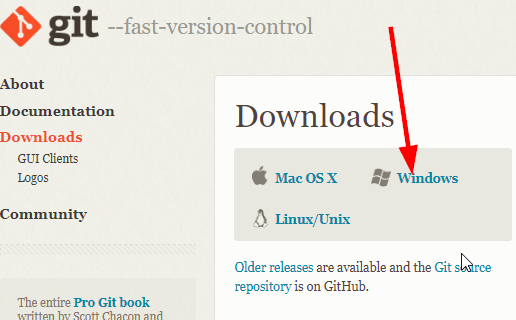 git --fast-version-control
About
Documentation
Downloads
GUI Clients
Logos
Community
The entire Pro Git book
written by Scott Chacon and
Downloads
Mac OS X
Windows
Linux/Unix
Older releases are available and the Git source
repository is on GitHub.